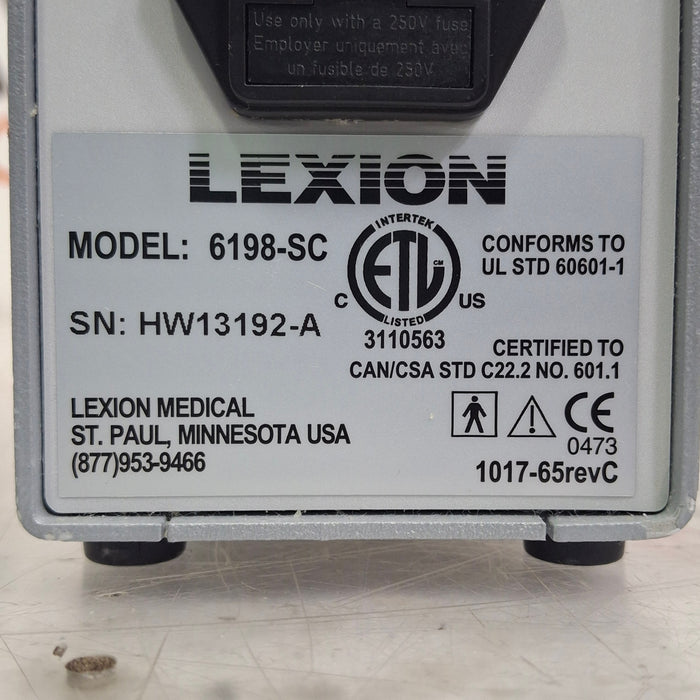 Use only with a 250V fuse
Employer uniquement avec
un fusible de 250V
LEXION
MODEL: 6198-SC
SN: HW13192-A
INTERTEK
ETL CM
C US
LISTED
3110563
CONFORMS TO
UL STD 60601-1
CERTIFIED TO
CAN/CSA STD C22.2 NO. 601.1
LEXION MEDICAL
ST. PAUL, MINNESOTA USA
(877)953-9466
CE
0473
1017-65revC